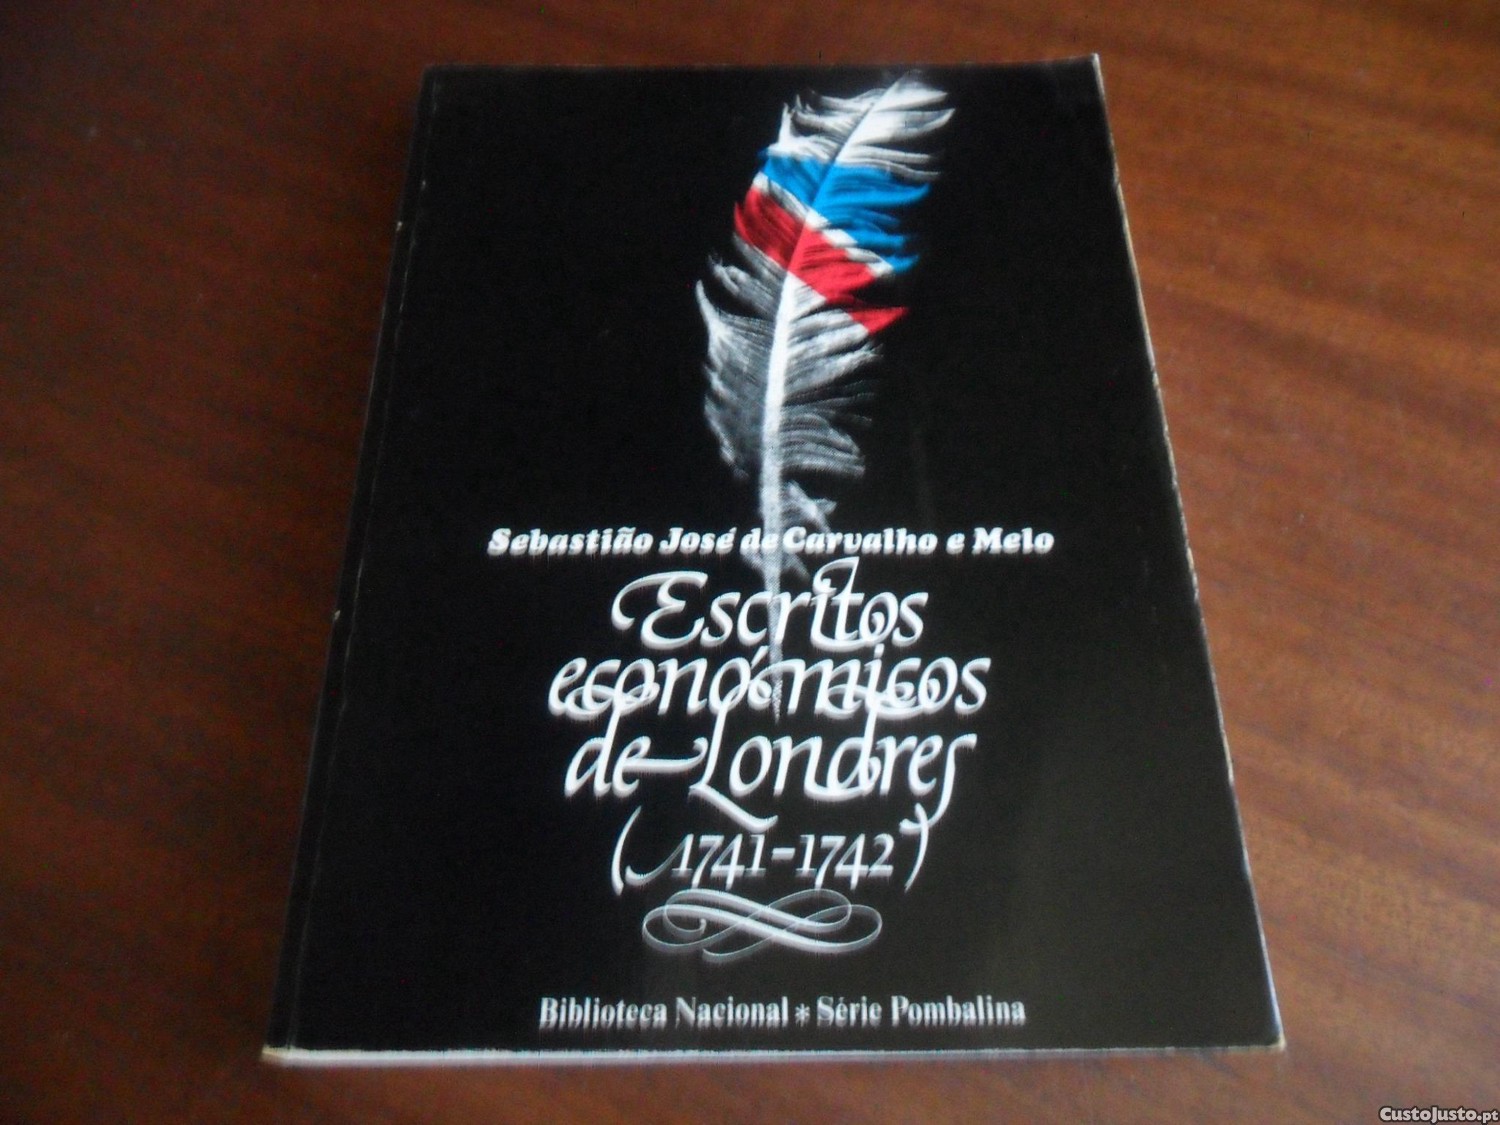 Sebastião José de Carvalho e Melo
Escritos
económicos
de Londres
(1741-1742)
Biblioteca Nacional * Série Pombalina
CustoJusto.pt